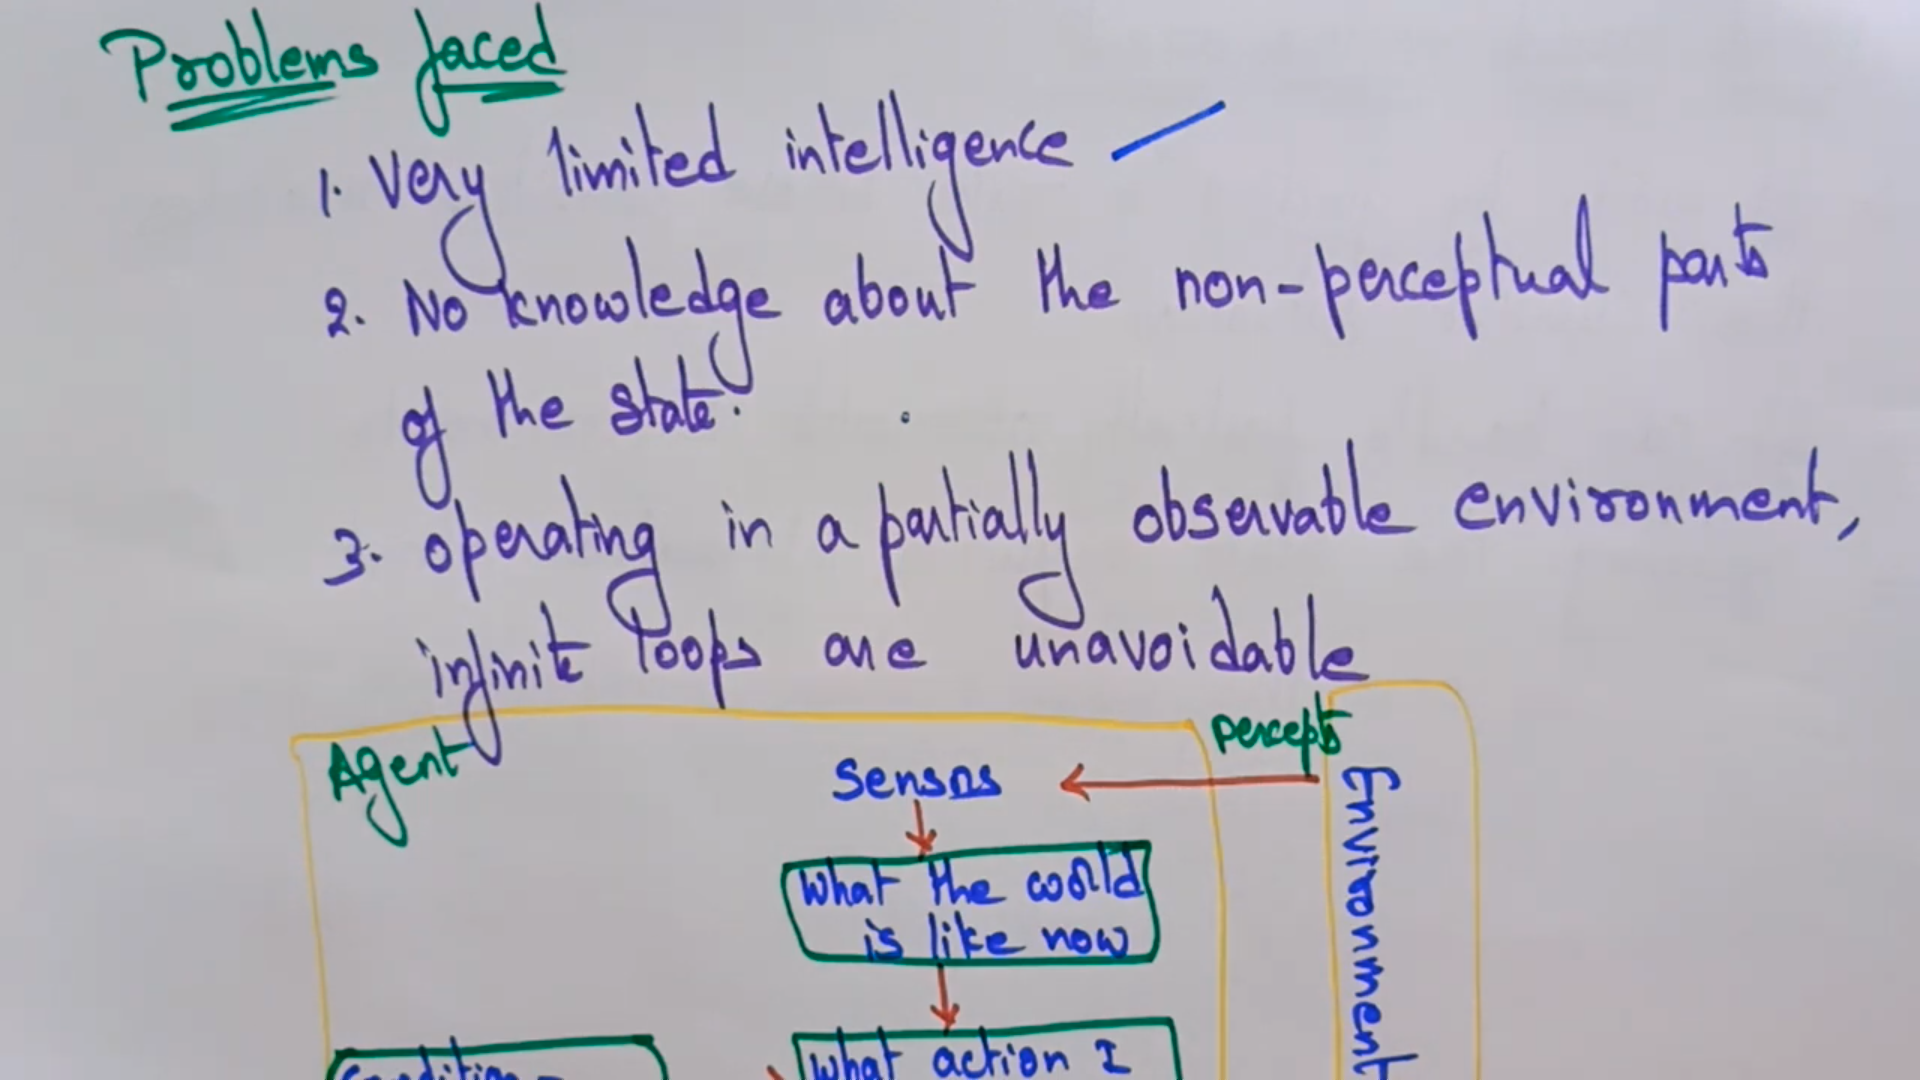 Problems faced
1. Very limited intelligence
2. No knowledge about the non-perceptual parts
of the state.
3. operating in a partially observable environment,
infinite loops are unavoidable
Agent
percepts
Sensors
What the world
is like now
What action I
Condition-
Environment